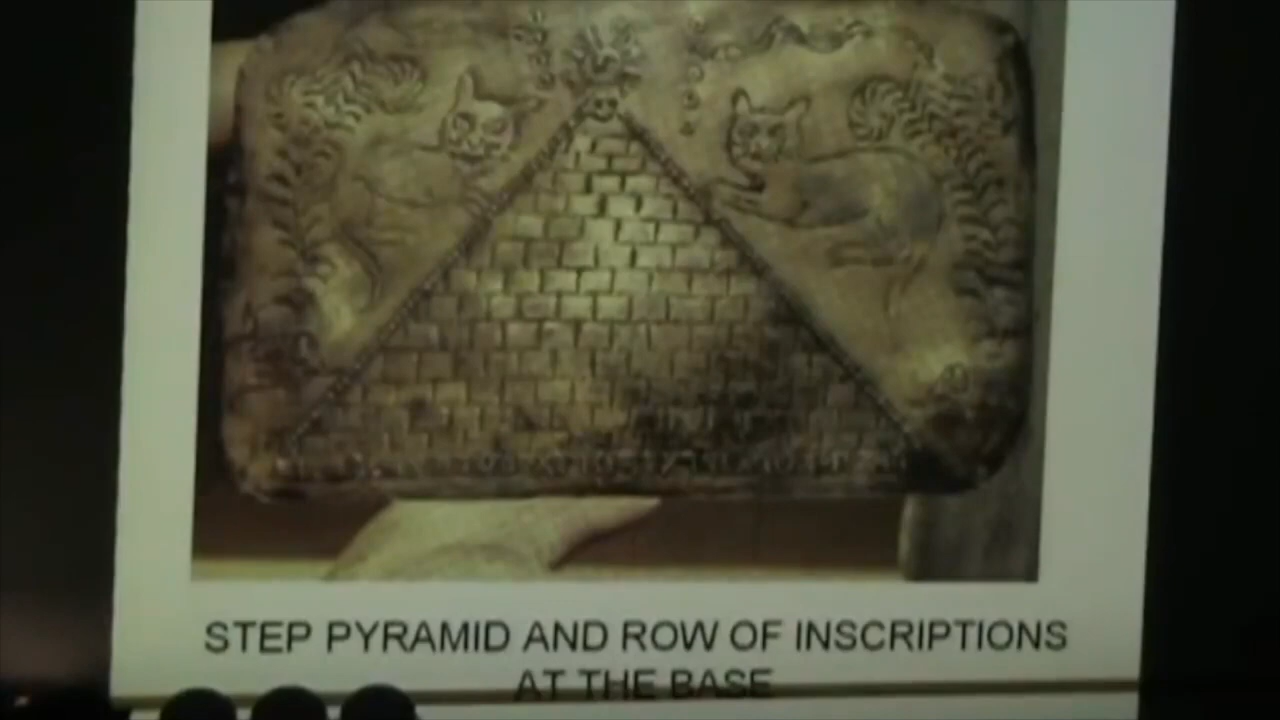 STEP PYRAMID AND ROW OF INSCRIPTIONS
AT THE BASE